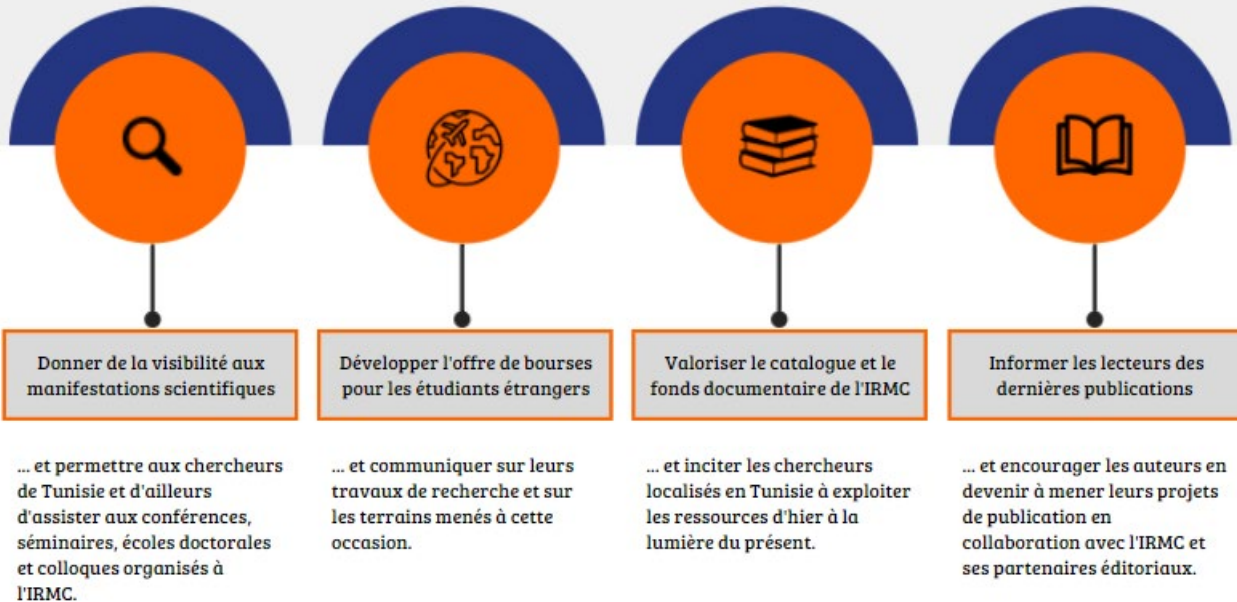 Donner de la visibilité aux
manifestations scientifiques
... et permettre aux chercheurs
de Tunisie et d'ailleurs
d'assister aux conférences,
séminaires, écoles doctorales
et colloques organisés à
l'IRMC.
Développer l'offre de bourses
pour les étudiants étrangers
... et communiquer sur leurs
travaux de recherche et sur
les terrains menés à cette
occasion.
Valoriser le catalogue et le
fonds documentaire de l'IRMC
... et inciter les chercheurs
localisés en Tunisie à exploiter
les ressources d'hier à la
lumière du présent.
Informer les lecteurs des
dernières publications
... et encourager les auteurs en
devenir à mener leurs projets
de publication en
collaboration avec l'IRMC et
ses partenaires éditoriaux.